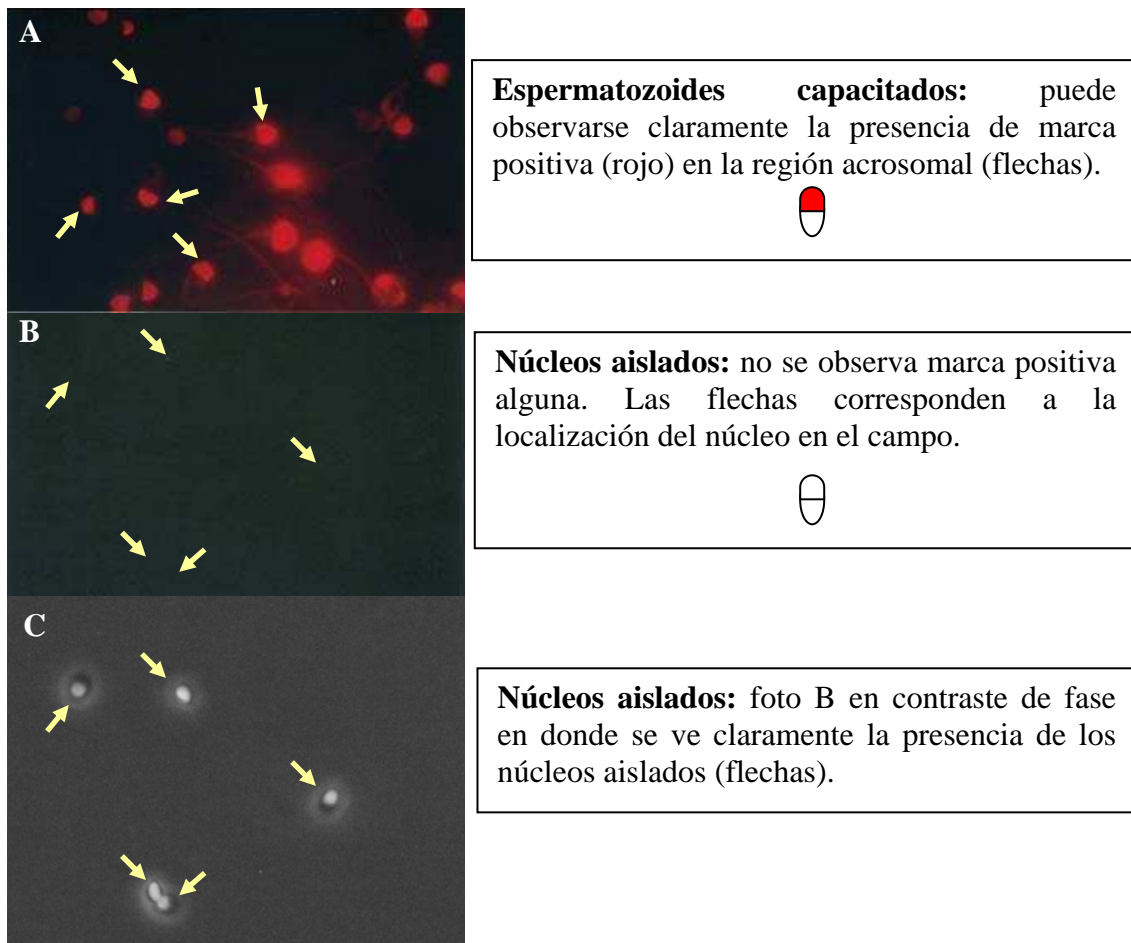 A
Espermatozoides capacitados: puede
observarse claramente la presencia de marca
positiva (rojo) en la región acrosomal (flechas).
B
Núcleos aislados: no se observa marca positiva
alguna. Las flechas corresponden a la
localización del núcleo en el campo.
C
Núcleos aislados: foto B en contraste de fase
en donde se ve claramente la presencia de los
núcleos aislados (flechas).